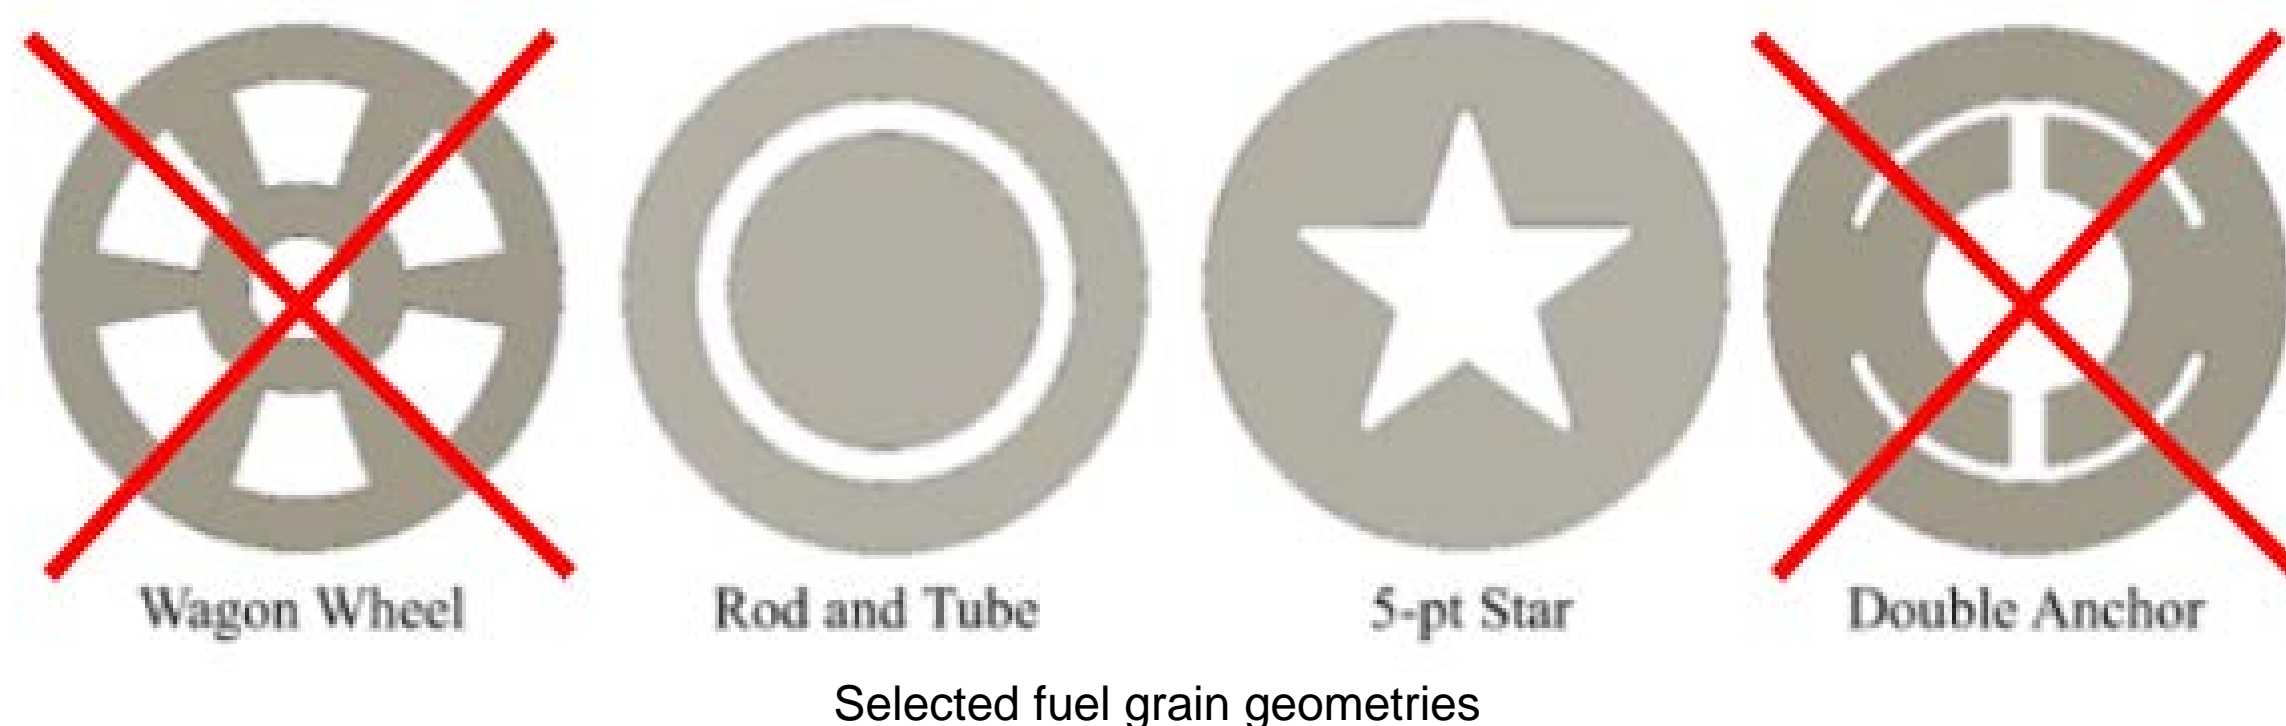 Wagon Wheel
Rod and Tube
5-pt Star
Double Anchor
Selected fuel grain geometries